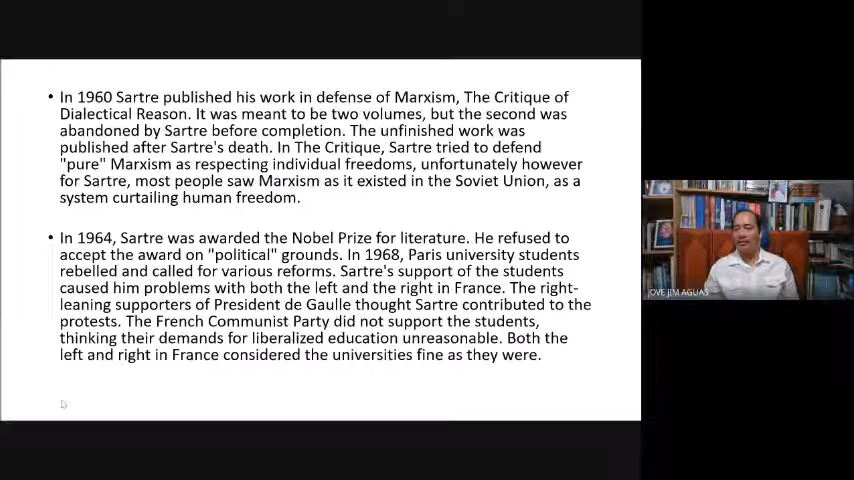 • In 1960 Sartre published his work in defense of Marxism, The Critique of
Dialectical Reason. It was meant to be two volumes, but the second was
abandoned by Sartre before completion. The unfinished work was
published after Sartre's death. In The Critique, Sartre tried to defend
"pure" Marxism as respecting individual freedoms, unfortunately however
for Sartre, most people saw Marxism as it existed in the Soviet Union, as a
system curtailing human freedom.
• In 1964, Sartre was awarded the Nobel Prize for literature. He refused to
accept the award on "political" grounds. In 1968, Paris university students
rebelled and called for various reforms. Sartre's support of the students
caused him problems with both the left and the right in France. The right-
leaning supporters of President de Gaulle thought Sartre contributed to the
protests. The French Communist Party did not support the students,
thinking their demands for liberalized education unreasonable. Both the
left and right in France considered the universities fine as they were.
JOVE JIM AGUAS